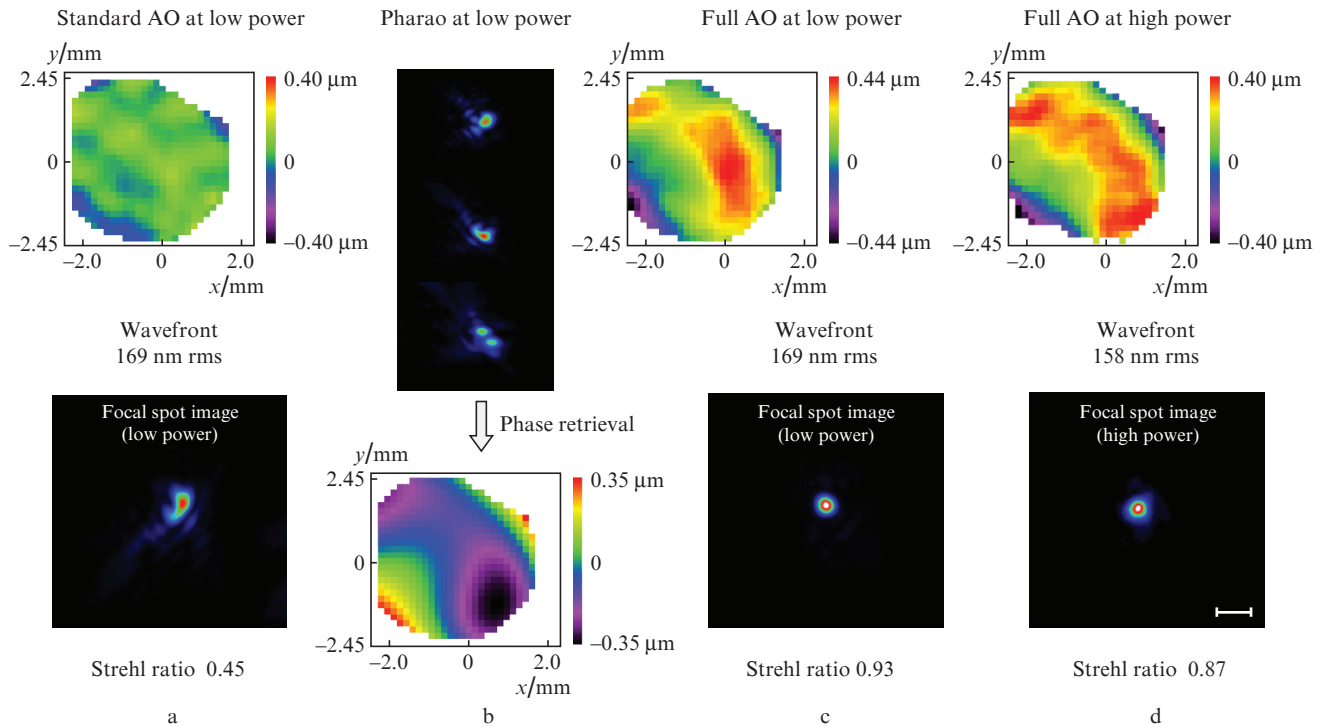 Standard AO at low power
y/mm
2.45
0
−2.45
−2.0 0 2.0
x/mm
0.40 μm
0
−0.40 μm
Wavefront
169 nm rms
Focal spot image
(low power)
Strehl ratio 0.45
a
Pharao at low power
Phase retrieval
y/mm
2.45
0
−2.45
−2.0 0 2.0
x/mm
0.35 μm
0
−0.35 μm
b
Full AO at low power
y/mm
2.45
0
−2.45
−2.0 0 2.0
x/mm
0.44 μm
0
−0.44 μm
Wavefront
169 nm rms
Focal spot image
(low power)
Strehl ratio 0.93
c
Full AO at high power
y/mm
2.45
0
−2.45
−2.0 0 2.0
x/mm
0.40 μm
0
−0.40 μm
Wavefront
158 nm rms
Focal spot image
(high power)
Strehl ratio 0.87
d